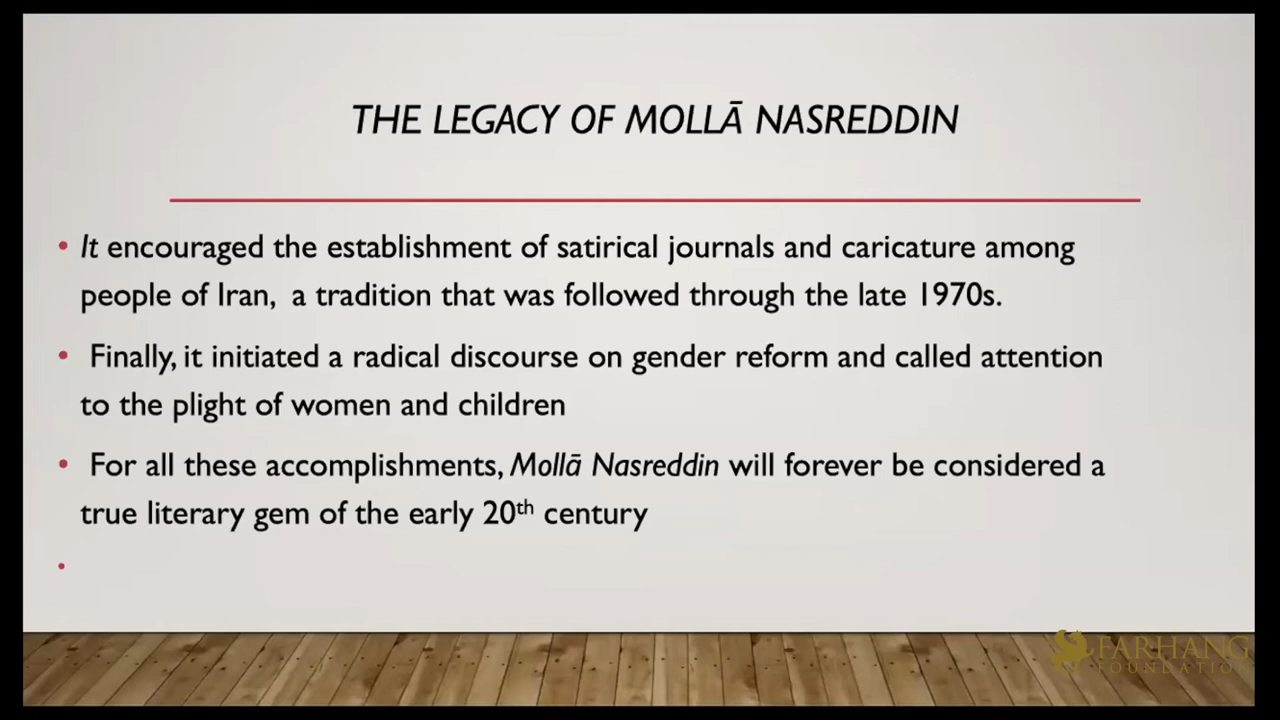 THE LEGACY OF MOLLĀ NASREDDIN
• It encouraged the establishment of satirical journals and caricature among
people of Iran, a tradition that was followed through the late 1970s.
• Finally, it initiated a radical discourse on gender reform and called attention
to the plight of women and children
• For all these accomplishments, Mollā Nasreddin will forever be considered a
true literary gem of the early 20th century
•
FARHANG
FOUNDATION